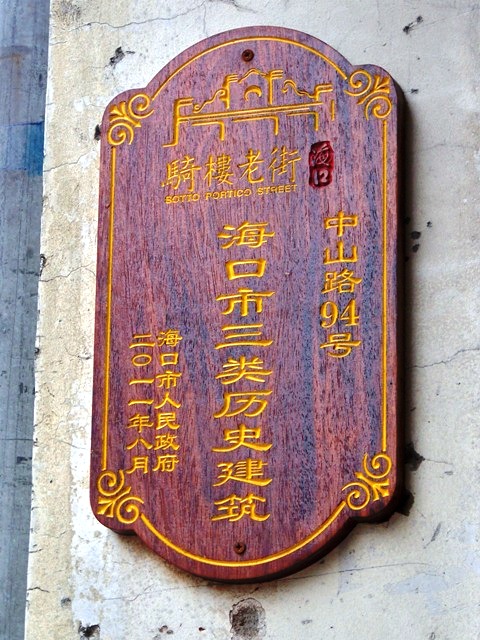 騎樓老街
海口
SOTTO PORTICO STREET
中山路94号
海口市三类历史建筑
海口市人民政府
二〇一一年八月